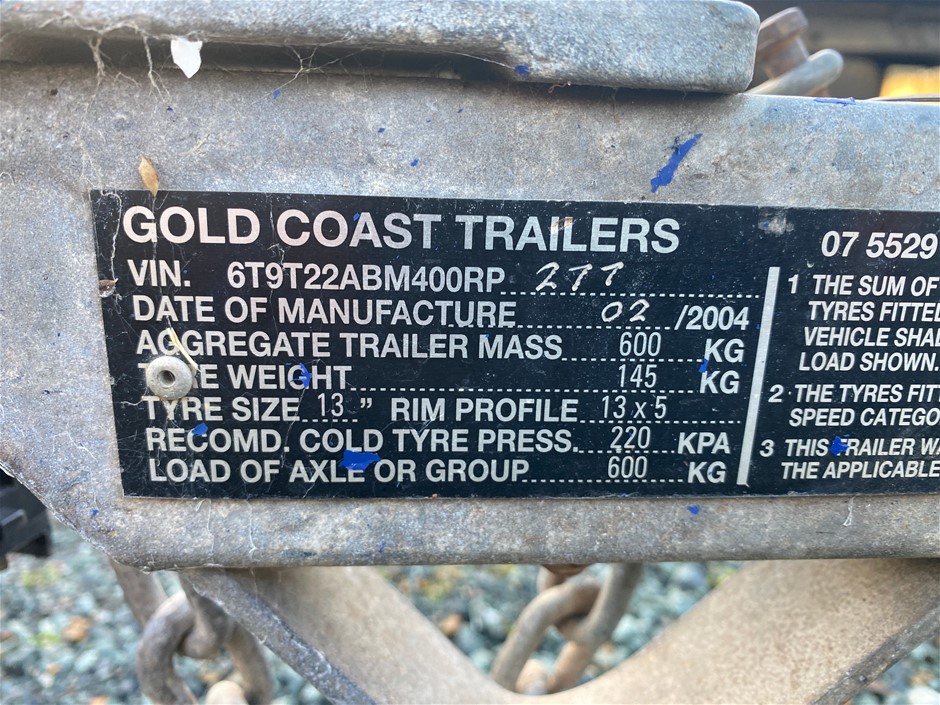 GOLD COAST TRAILERS
VIN. 6T9T22ABM400RP 277
DATE OF MANUFACTURE 02 /2004
AGGREGATE TRAILER MASS 600 KG
WEIGHT 145 KG
TYRE SIZE 13 " RIM PROFILE 13 x 5
RECOMD. COLD TYRE PRESS. 220 KPA
LOAD OF AXLE OR GROUP 600 KG
07 5529
1 THE SUM OF
TYRES FITTED
VEHICLE SHAL
LOAD SHOWN.
2 THE TYRES FITT
SPEED CATEGO
3 THIS TRAILER WA
THE APPLICABLE